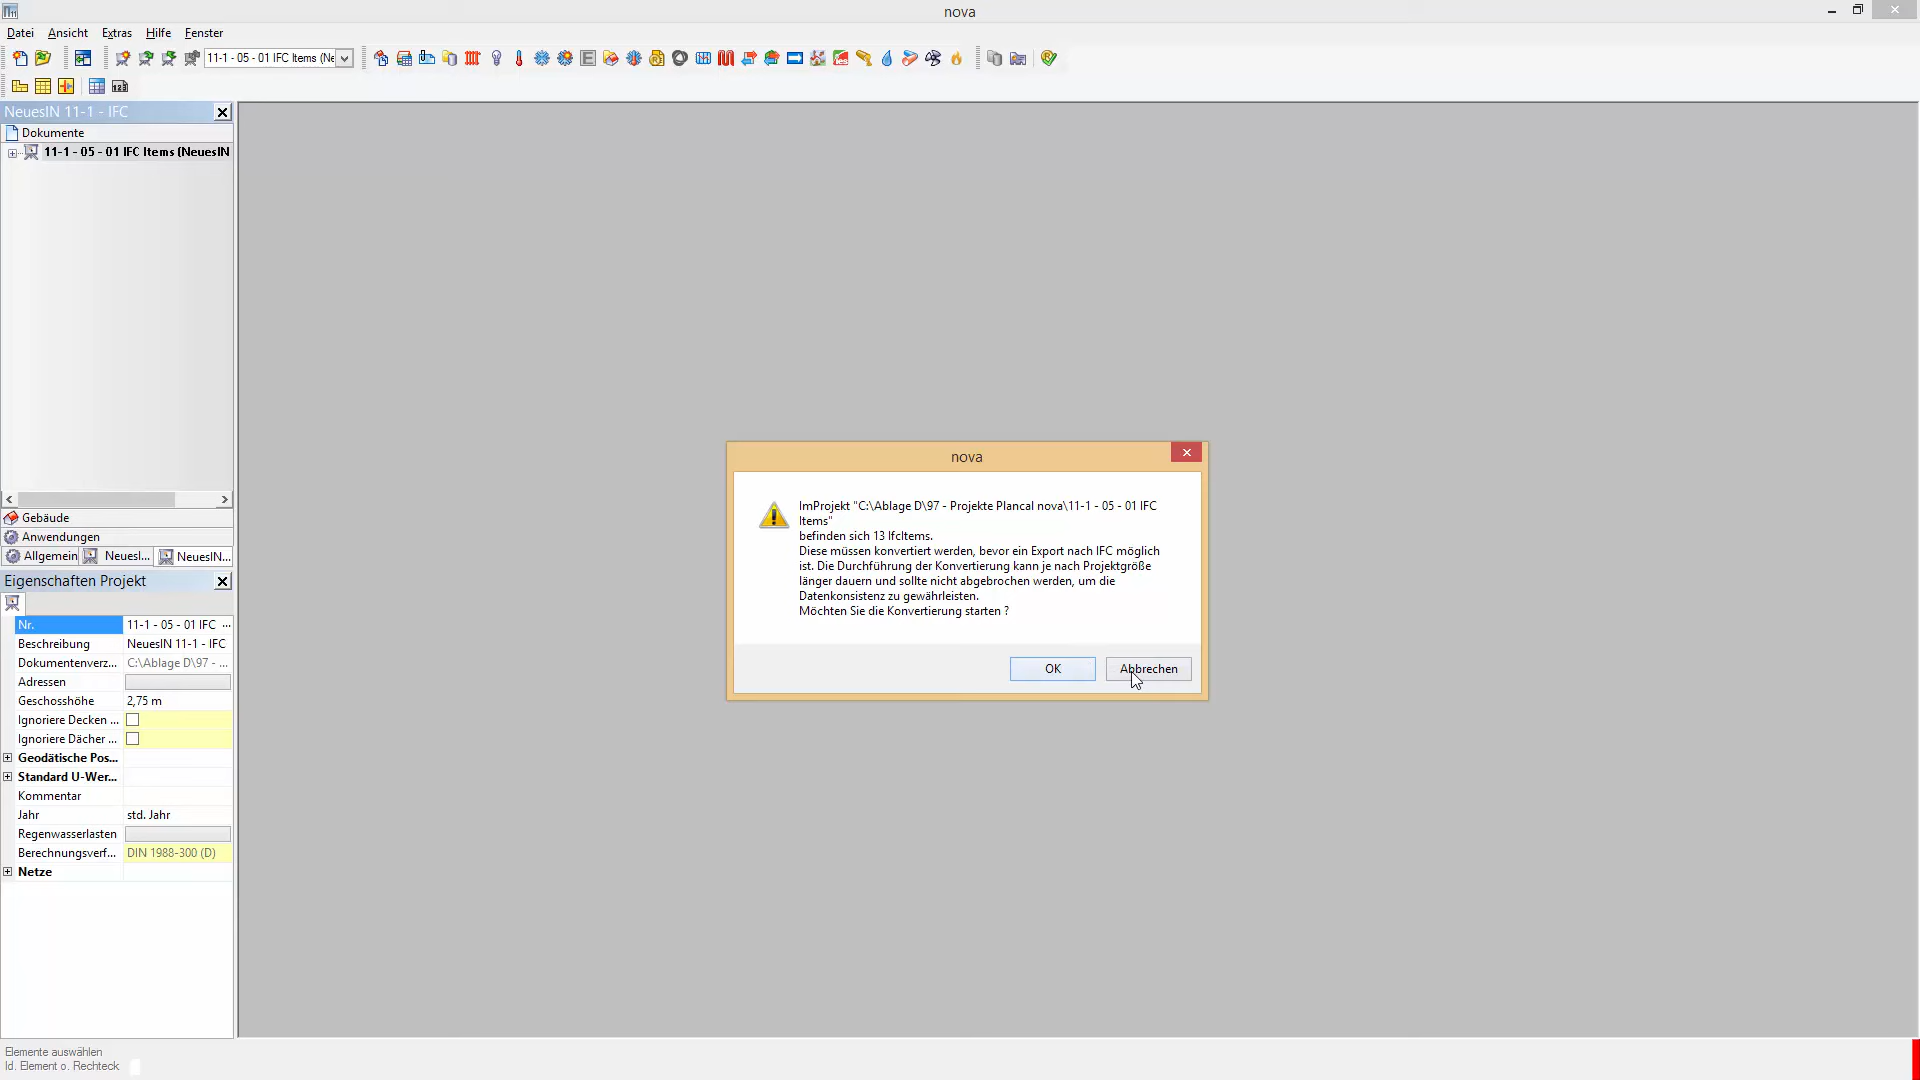 nova
Datei Ansicht Extras Hilfe Fenster
11-1 - 05 - 01 IFC Items (Ne
NeuesIN 11-1 - IFC
Dokumente
11-1 - 05 - 01 IFC Items (NeuesIN
Gebäude
Anwendungen
Allgemein NeuesI... NeuesIN...
Eigenschaften Projekt
Nr. 11-1 - 05 - 01 IFC ...
Beschreibung NeuesIN 11-1 - IFC
Dokumentenverz... C:\Ablage D\97 - ...
Adressen
Geschosshöhe 2,75 m
Ignoriere Decken ...
Ignoriere Dächer ...
Geodätische Pos...
Standard U-Wer...
Kommentar
Jahr std. Jahr
Regenwasserlasten
Berechnungsverf... DIN 1988-300 (D)
Netze
nova
ImProjekt "C:\Ablage D\97 - Projekte Plancal nova\11-1 - 05 - 01 IFC
Items"
befinden sich 13 IfcItems.
Diese müssen konvertiert werden, bevor ein Export nach IFC möglich
ist. Die Durchführung der Konvertierung kann je nach Projektgröße
länger dauern und sollte nicht abgebrochen werden, um die
Datenkonsistenz zu gewährleisten.
Möchten Sie die Konvertierung starten ?
OK Abbrechen
Elemente auswählen
Id. Element o. Rechteck